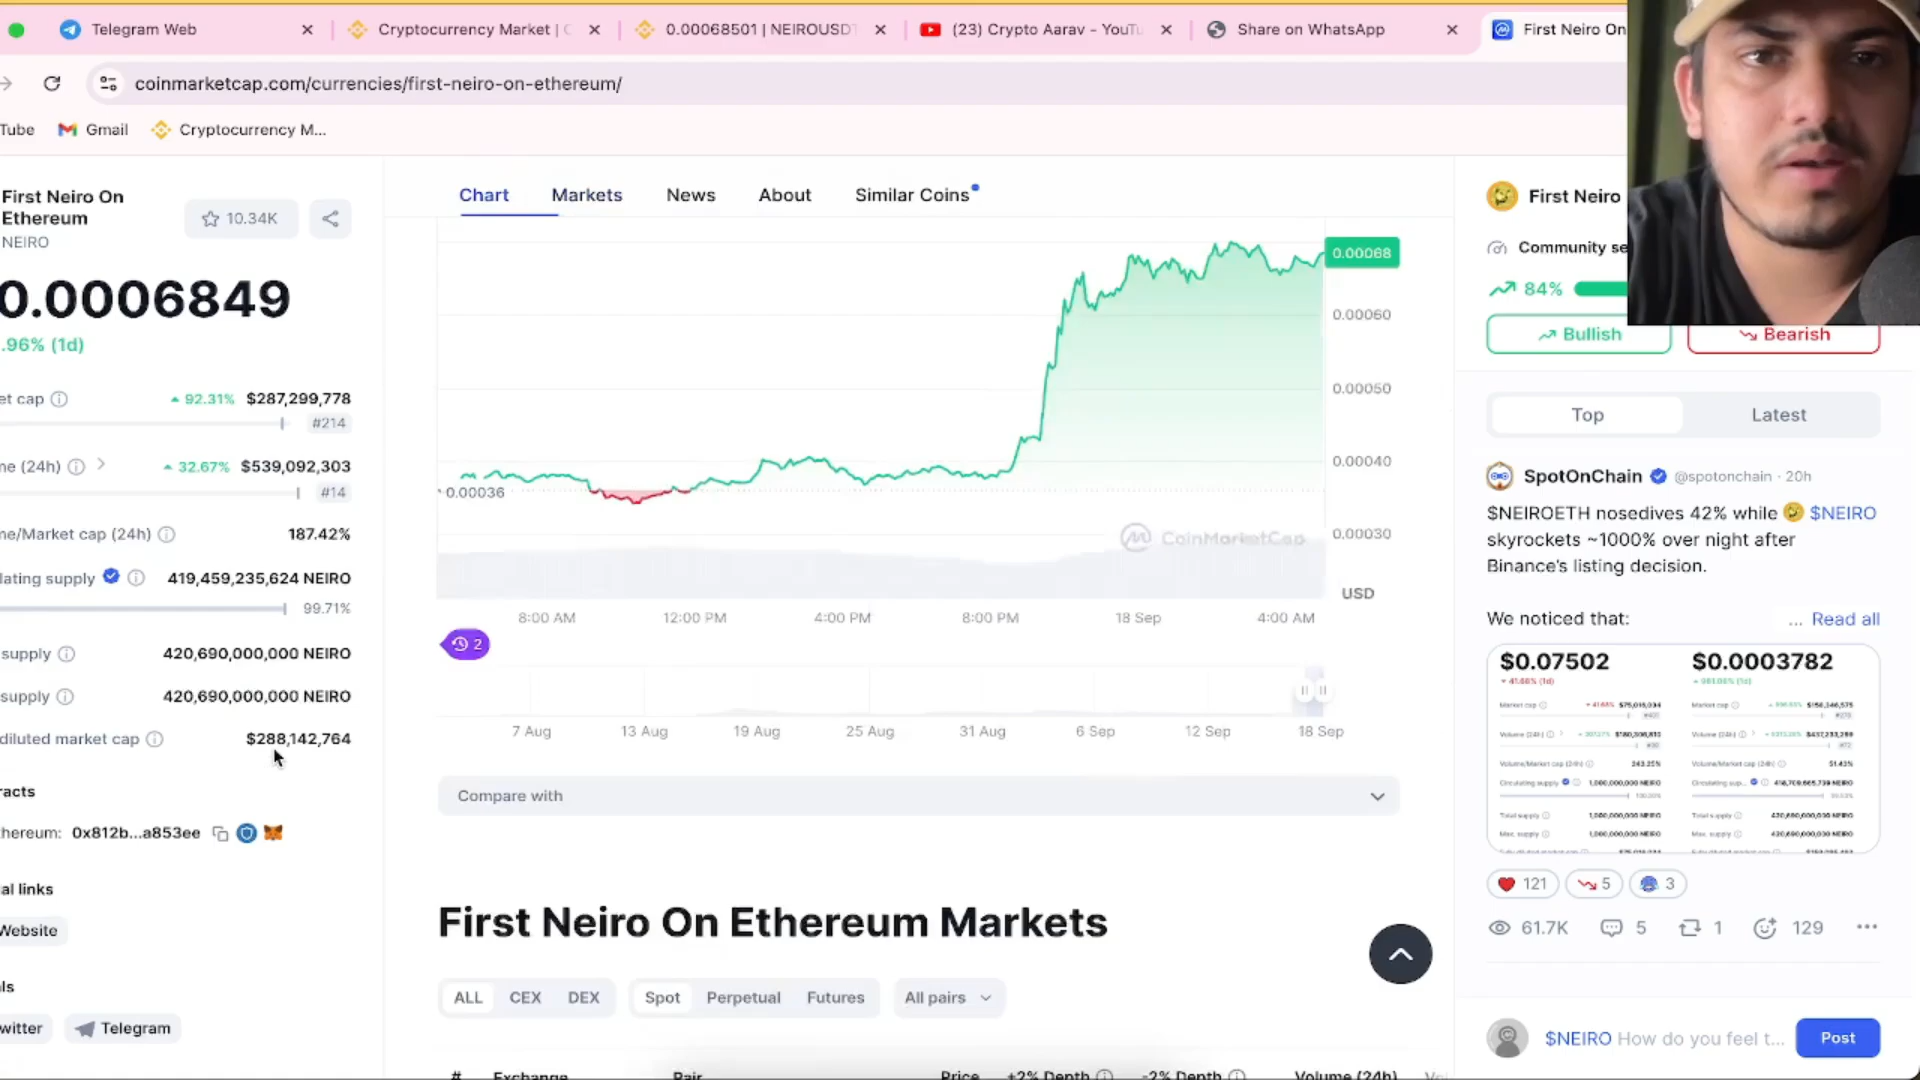 Telegram Web
Cryptocurrency Market |
0.00068501 | NEIROUSDT
(23) Crypto Aarav - YouTu
Share on WhatsApp
First Neiro On
coinmarketcap.com/currencies/first-neiro-on-ethereum/
Tube
Gmail
Cryptocurrency M...
First Neiro On
Ethereum
NEIRO
10.34K
0.0006849
.96% (1d)
et cap
92.31%
$287,299,778
#214
me (24h)
32.67%
$539,092,303
#14
ne/Market cap (24h)
187.42%
lating supply
419,459,235,624 NEIRO
99.71%
supply
420,690,000,000 NEIRO
supply
420,690,000,000 NEIRO
diluted market cap
$288,142,764
racts
hereum: 0x812b...a853ee
al links
Website
ls
witter
Telegram
Chart
Markets
News
About
Similar Coins
0.00068
0.00060
0.00050
0.00040
0.00036
0.00030
CoinMarketCap
USD
8:00 AM
12:00 PM
4:00 PM
8:00 PM
18 Sep
4:00 AM
2
7 Aug
13 Aug
19 Aug
25 Aug
31 Aug
6 Sep
12 Sep
18 Sep
Compare with
First Neiro On Ethereum Markets
ALL
CEX
DEX
Spot
Perpetual
Futures
All pairs
#
Exchange
Pair
Price
+2% Depth
-2% Depth
Volume (24h)
First Neiro
Community se
84%
Bullish
Bearish
Top
Latest
SpotOnChain @spotonchain · 20h
$NEIROETH nosedives 42% while $NEIRO
skyrockets ~1000% over night after
Binance's listing decision.
We noticed that:
... Read all
$0.07502
$0.0003782
121
5
3
61.7K
5
1
129
$NEIRO How do you feel t...
Post